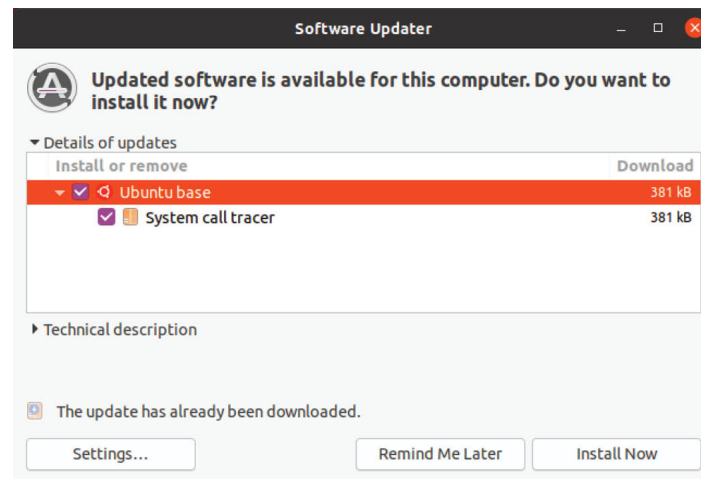 Software Updater
Updated software is available for this computer. Do you want to
install it now?
Details of updates
Install or remove Download
Ubuntu base 381 kB
System call tracer 381 kB
Technical description
The update has already been downloaded.
Settings... Remind Me Later Install Now